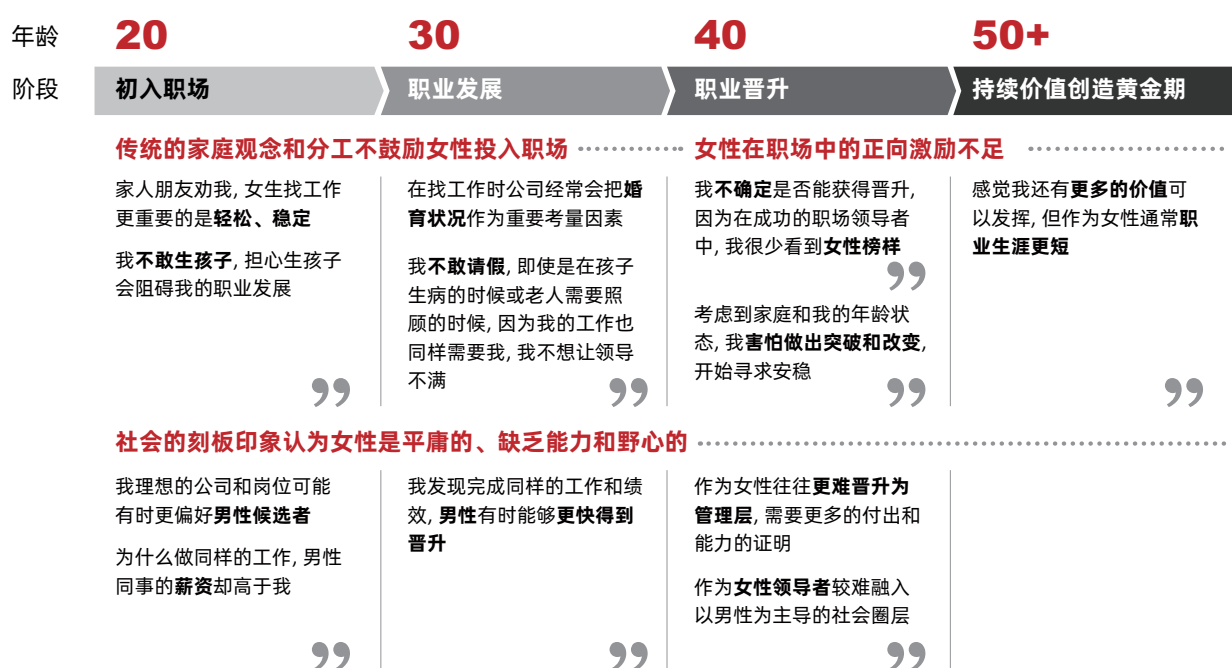 年龄
20
30
40
50+
阶段
初入职场
职业发展
职业晋升
持续价值创造黄金期
传统的家庭观念和分工不鼓励女性投入职场
女性在职场中的正向激励不足
家人朋友劝我, 女生找工作
更重要的是轻松、稳定
我不敢生孩子, 担心生孩子
会阻碍我的职业发展
”
在找工作时公司经常会把婚
育状况作为重要考量因素
我不敢请假, 即使是在孩子
生病的时候或老人需要照
顾的时候, 因为我的工作也
同样需要我, 我不想让领导
不满
”
我不确定是否能获得晋升,
因为在成功的职场领导者
中, 我很少看到女性榜样
”
考虑到家庭和我的年龄状
态, 我害怕做出突破和改变,
开始寻求安稳
”
感觉我还有更多的价值可
以发挥, 但作为女性通常职
业生涯更短
”
社会的刻板印象认为女性是平庸的、缺乏能力和野心的
我理想的公司和岗位可能
有时更偏好男性候选者
为什么做同样的工作, 男性
同事的薪资却高于我
”
我发现完成同样的工作和绩
效, 男性有时能够更快得到
晋升
”
作为女性往往更难晋升为
管理层, 需要更多的付出和
能力的证明
作为女性领导者较难融入
以男性为主导的社会圈层
”